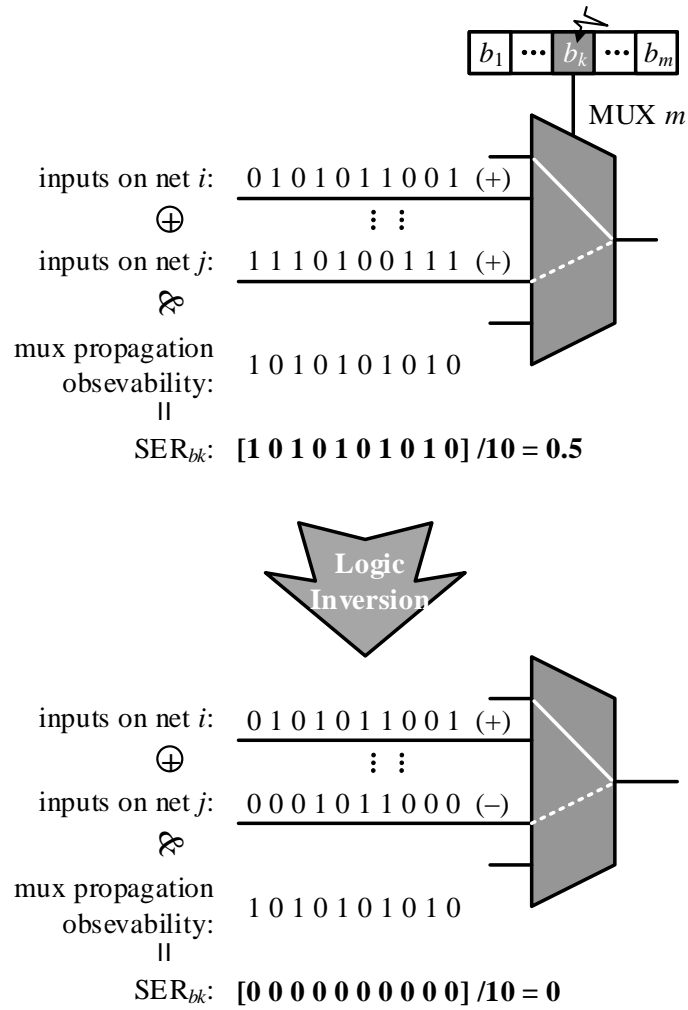 b1 ... bk ... bm
MUX m
inputs on net i: 0 1 0 1 0 1 1 0 0 1 (+)
⊕
inputs on net j: 1 1 1 0 1 0 0 1 1 1 (+)
&
mux propagation
obsevability: 1 0 1 0 1 0 1 0 1 0
=
SERbk: [1 0 1 0 1 0 1 0 1 0] /10 = 0.5
Logic
Inversion
inputs on net i: 0 1 0 1 0 1 1 0 0 1 (+)
⊕
inputs on net j: 0 0 0 1 0 1 1 0 0 0 (–)
&
mux propagation
obsevability: 1 0 1 0 1 0 1 0 1 0
=
SERbk: [0 0 0 0 0 0 0 0 0 0] /10 = 0